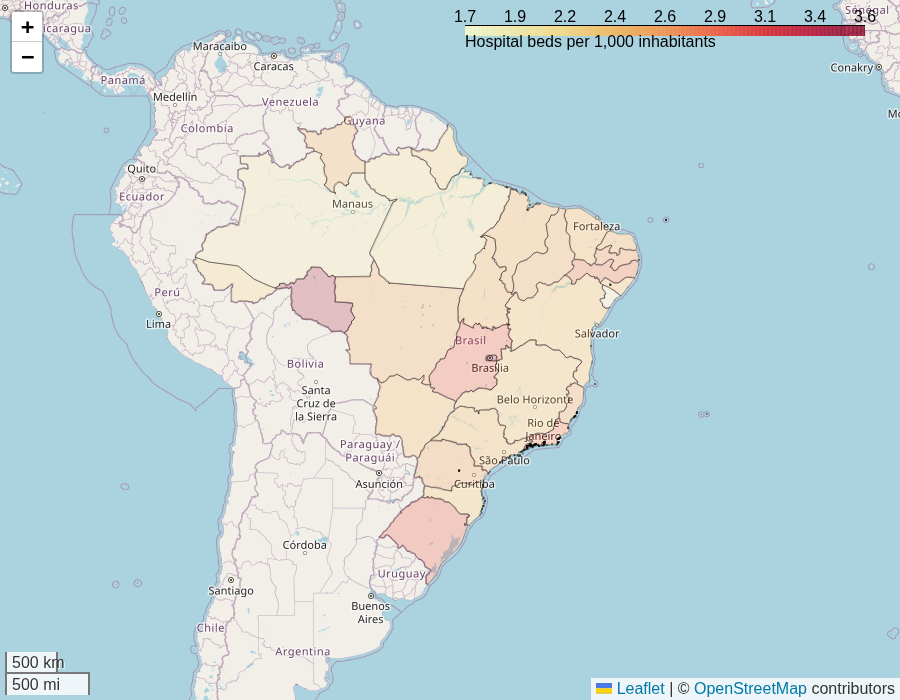 Honduras
Nicaragua
+
−
1.7 1.9 2.2 2.4 2.6 2.9 3.1 3.4 3.6
Hospital beds per 1,000 inhabitants
Sénégal
Conakry
Maracaibo
Caracas
Panamá
Medellín
Venezuela
Guyana
Colombia
Quito
Ecuador
Manaus
Fortaleza
Perú
Lima
Salvador
Brasil
Brasília
Bolivia
Santa
Cruz de
la Sierra
Belo Horizonte
Rio de
Janeiro
Paraguay /
Paraguái
São Paulo
Asunción
Curitiba
Córdoba
Uruguay
Santiago
Buenos
Aires
Chile
Argentina
500 km
500 mi
Leaflet | © OpenStreetMap contributors